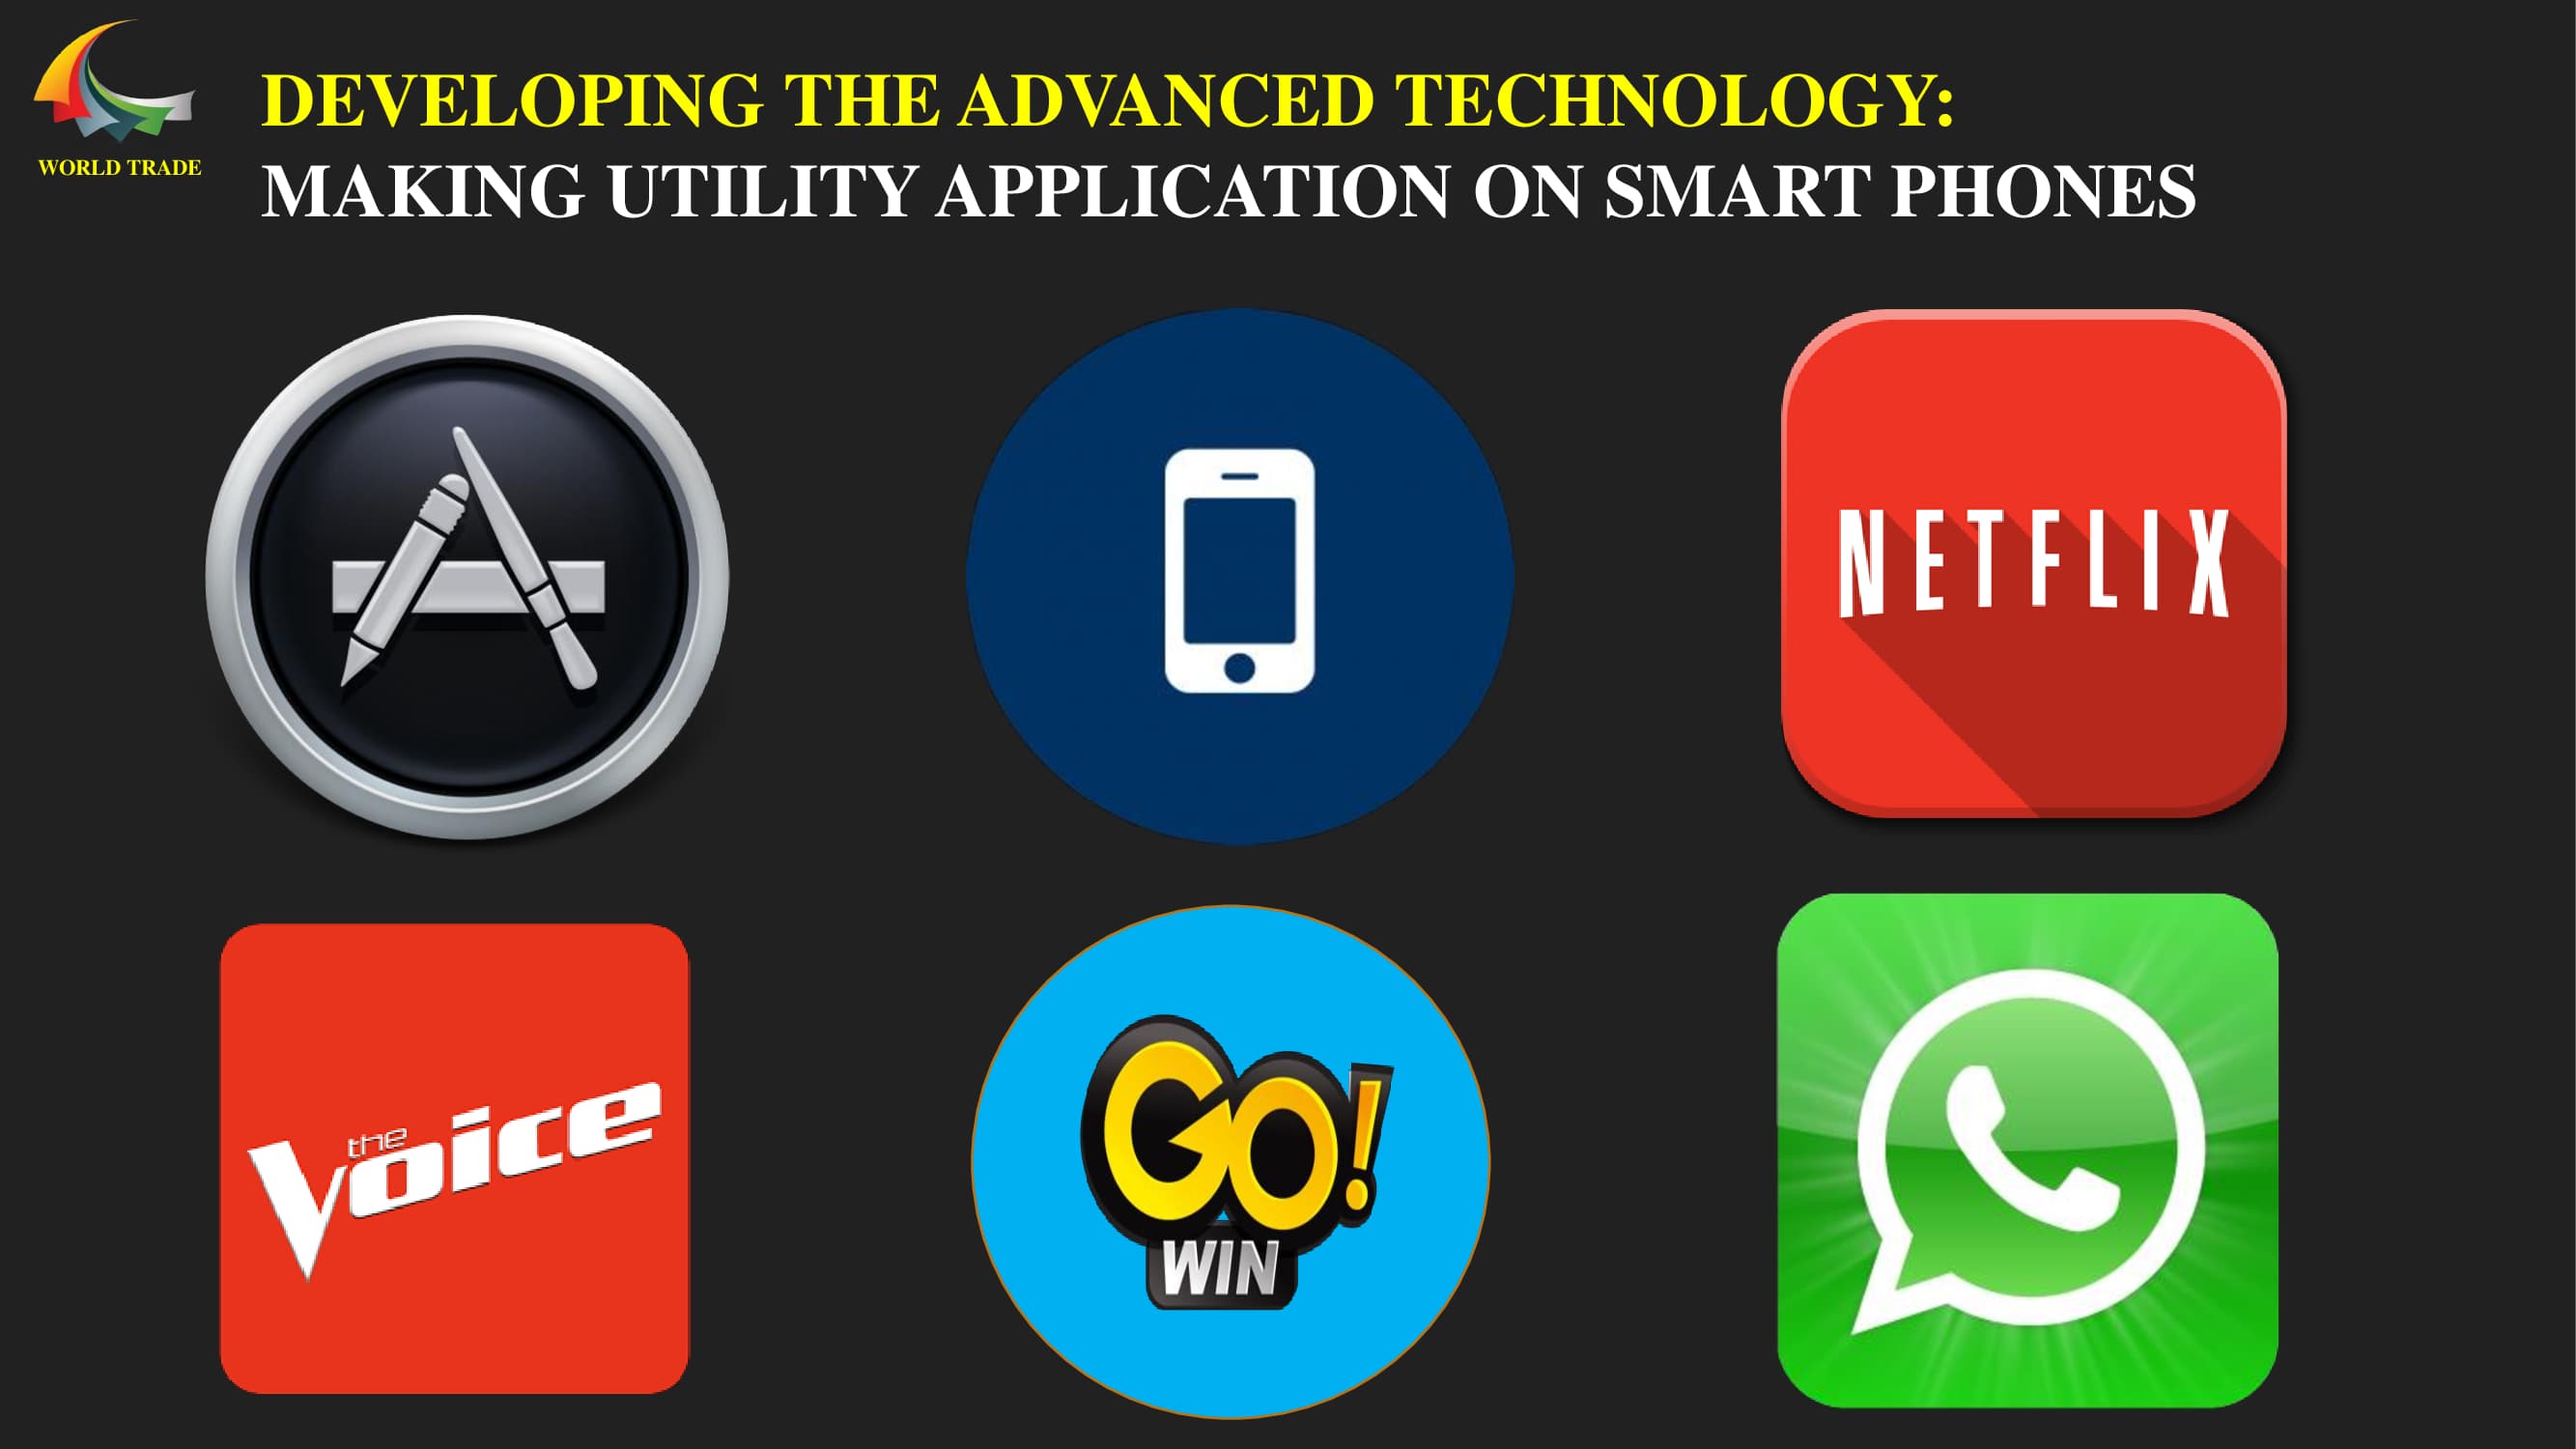 DEVELOPING THE ADVANCED TECHNOLOGY:
WORLD TRADE
MAKING UTILITY APPLICATION ON SMART PHONES
NETFLIX
the
Voice
GO!
WIN